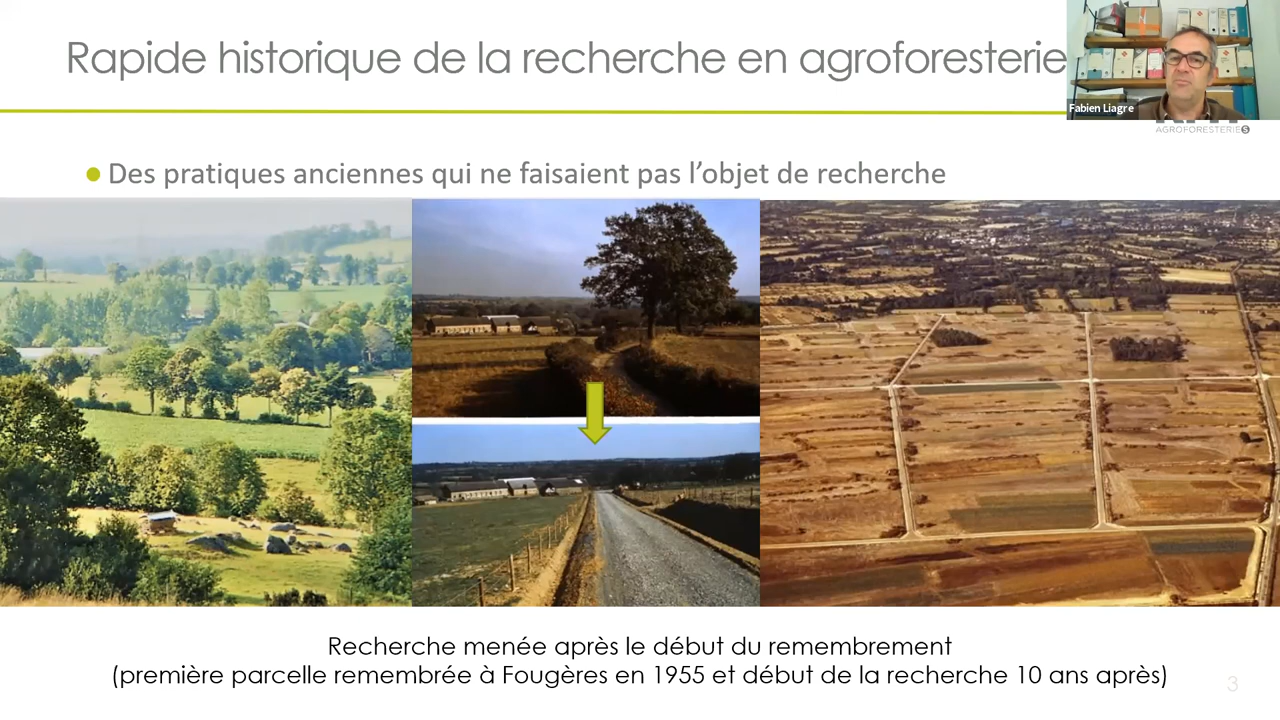 Rapide historique de la recherche en agroforesterie
Fabien Liagre
AGROFORESTERIES
● Des pratiques anciennes qui ne faisaient pas l’objet de recherche
Recherche menée après le début du remembrement
(première parcelle remembrée à Fougères en 1955 et début de la recherche 10 ans après)
3